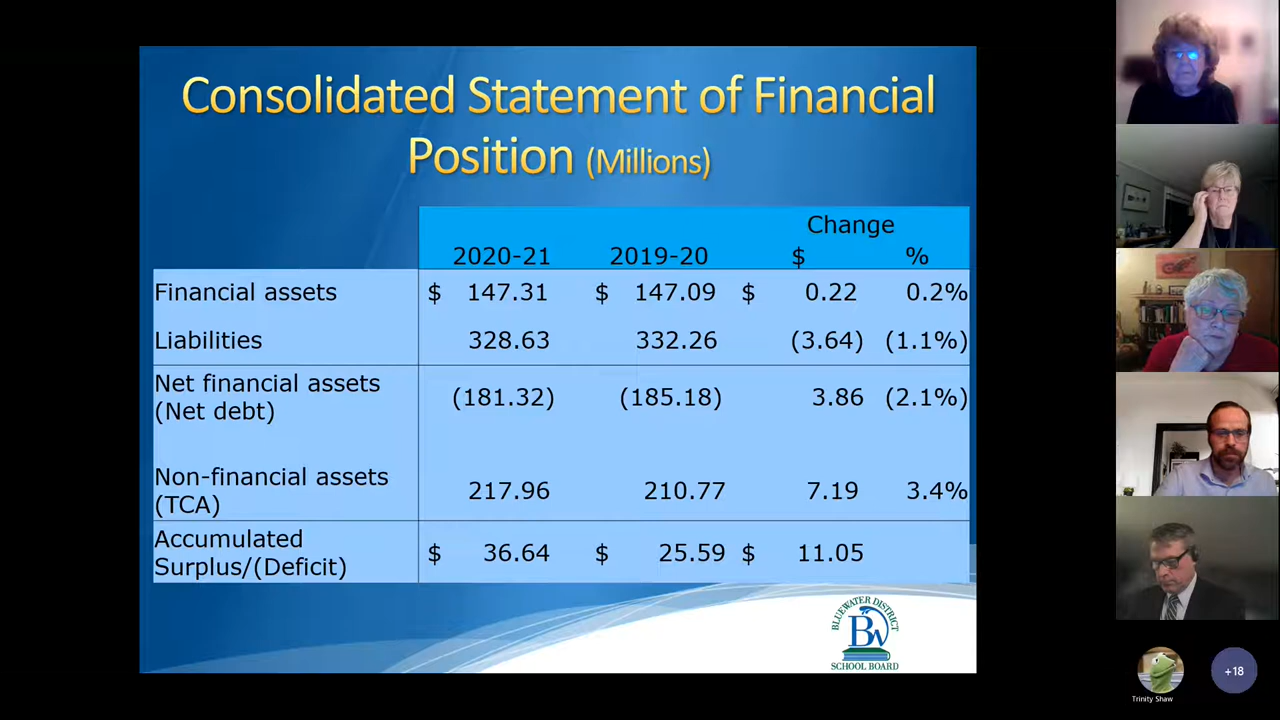 Consolidated Statement of Financial
Position (Millions)
Change
2020-21 2019-20 $ %
Financial assets $ 147.31 $ 147.09 $ 0.22 0.2%
Liabilities 328.63 332.26 (3.64) (1.1%)
Net financial assets
(Net debt) (181.32) (185.18) 3.86 (2.1%)
Non-financial assets
(TCA) 217.96 210.77 7.19 3.4%
Accumulated
Surplus/(Deficit) $ 36.64 $ 25.59 $ 11.05
BLUEWATER DISTRICT
BW
SCHOOL BOARD
Trinity Shaw
+18